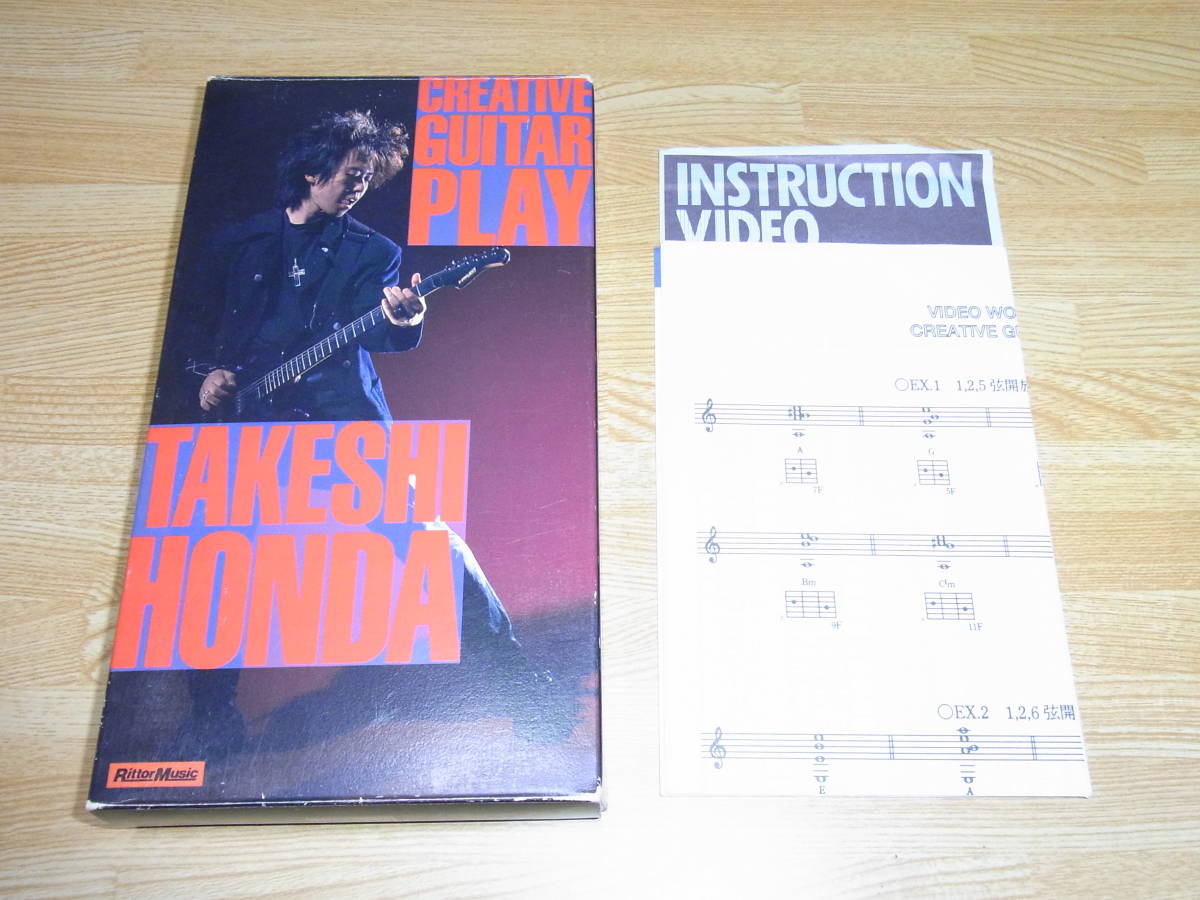 CREATIVE
GUITAR
PLAY
TAKESHI
HONDA
RittorMusic
INSTRUCTION
VIDEO
VIDEO WO
CREATIVE G
○EX.1 1,2,5弦開
A G
7F 5F
Bm C♯m
9F 11F
○EX.2 1,2,6弦開
E A